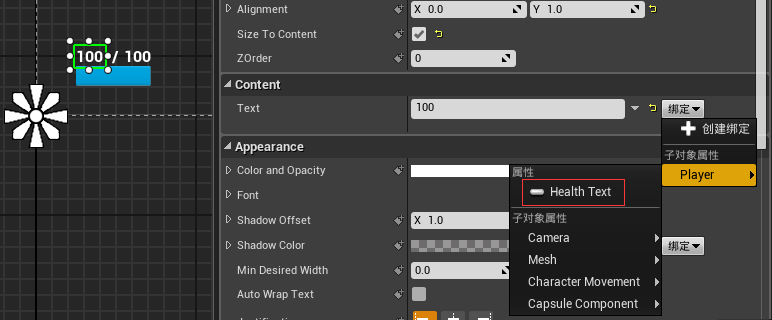 Alignment X 0.0 Y 1.0
Size To Content
ZOrder 0
100 / 100
Content
Text 100 绑定
创建绑定
子对象属性
Player
Appearance
Color and Opacity
属性
Health Text
Font
Shadow Offset X 1.0
子对象属性
Camera
Shadow Color 绑定
Mesh
Min Desired Width 0.0
Character Movement
Auto Wrap Text
Capsule Component